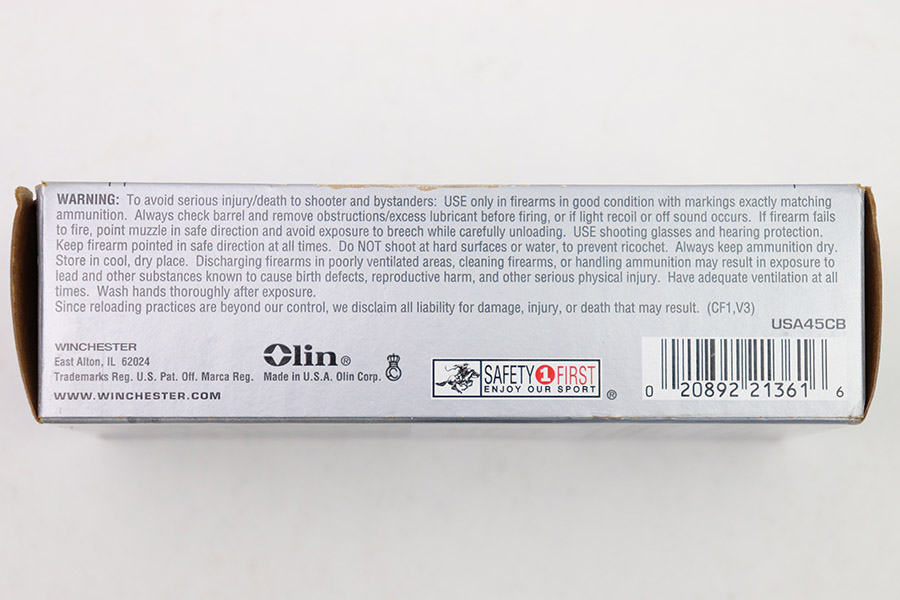 WARNING: To avoid serious injury/death to shooter and bystanders: USE only in firearms in good condition with markings exactly matching
ammunition. Always check barrel and remove obstructions/excess lubricant before firing, or if light recoil or off sound occurs. If firearm fails
to fire, point muzzle in safe direction and avoid exposure to breech while carefully unloading. USE shooting glasses and hearing protection.
Keep firearm pointed in safe direction at all times. Do NOT shoot at hard surfaces or water, to prevent ricochet. Always keep ammunition dry.
Store in cool, dry place. Discharging firearms in poorly ventilated areas, cleaning firearms, or handling ammunition may result in exposure to
lead and other substances known to cause birth defects, reproductive harm, and other serious physical injury. Have adequate ventilation at all
times. Wash hands thoroughly after exposure.
Since reloading practices are beyond our control, we disclaim all liability for damage, injury, or death that may result. (CF1,V3)
USA45CB
WINCHESTER
East Alton, IL 62024
Trademarks Reg. U.S. Pat. Off. Marca Reg.
WWW.WINCHESTER.COM
Olin®
Made in U.S.A. Olin Corp.
SAFETY 1 FIRST
ENJOY OUR SPORT
®
0 20892 21361 6